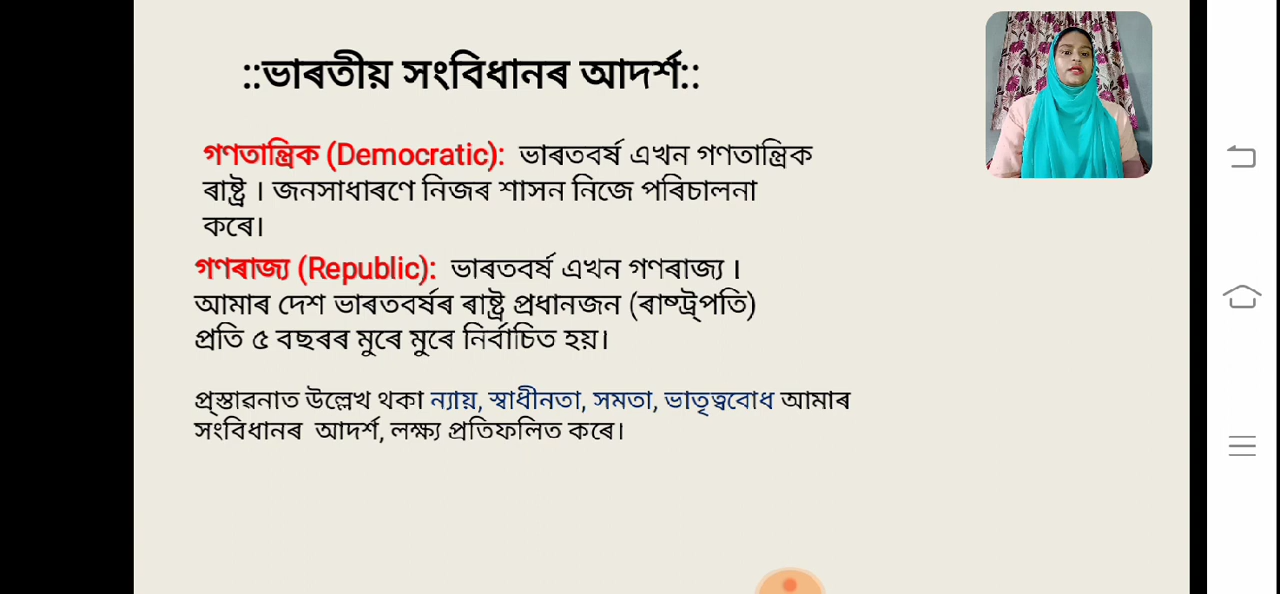 ::ভাৰতীয় সংবিধানৰ আদৰ্শ::
গণতান্ত্ৰিক (Democratic): ভাৰতবৰ্ষ এখন গণতান্ত্ৰিক
ৰাষ্ট্ৰ । জনসাধাৰণে নিজৰ শাসন নিজে পৰিচালনা
কৰে।
গণৰাজ্য (Republic): ভাৰতবৰ্ষ এখন গণৰাজ্য ।
আমাৰ দেশ ভাৰতবৰ্ষৰ ৰাষ্ট্ৰ প্ৰধানজন (ৰাষ্ট্ৰ্পতি)
প্ৰতি ৫ বছৰৰ মুৰে মুৰে নিৰ্বাচিত হয়।
প্ৰ্স্তাৱনাত উল্লেখ থকা ন্যায়, স্বাধীনতা, সমতা, ভাতৃত্ববোধ আমাৰ
সংবিধানৰ আদৰ্শ, লক্ষ্য প্ৰতিফলিত কৰে।